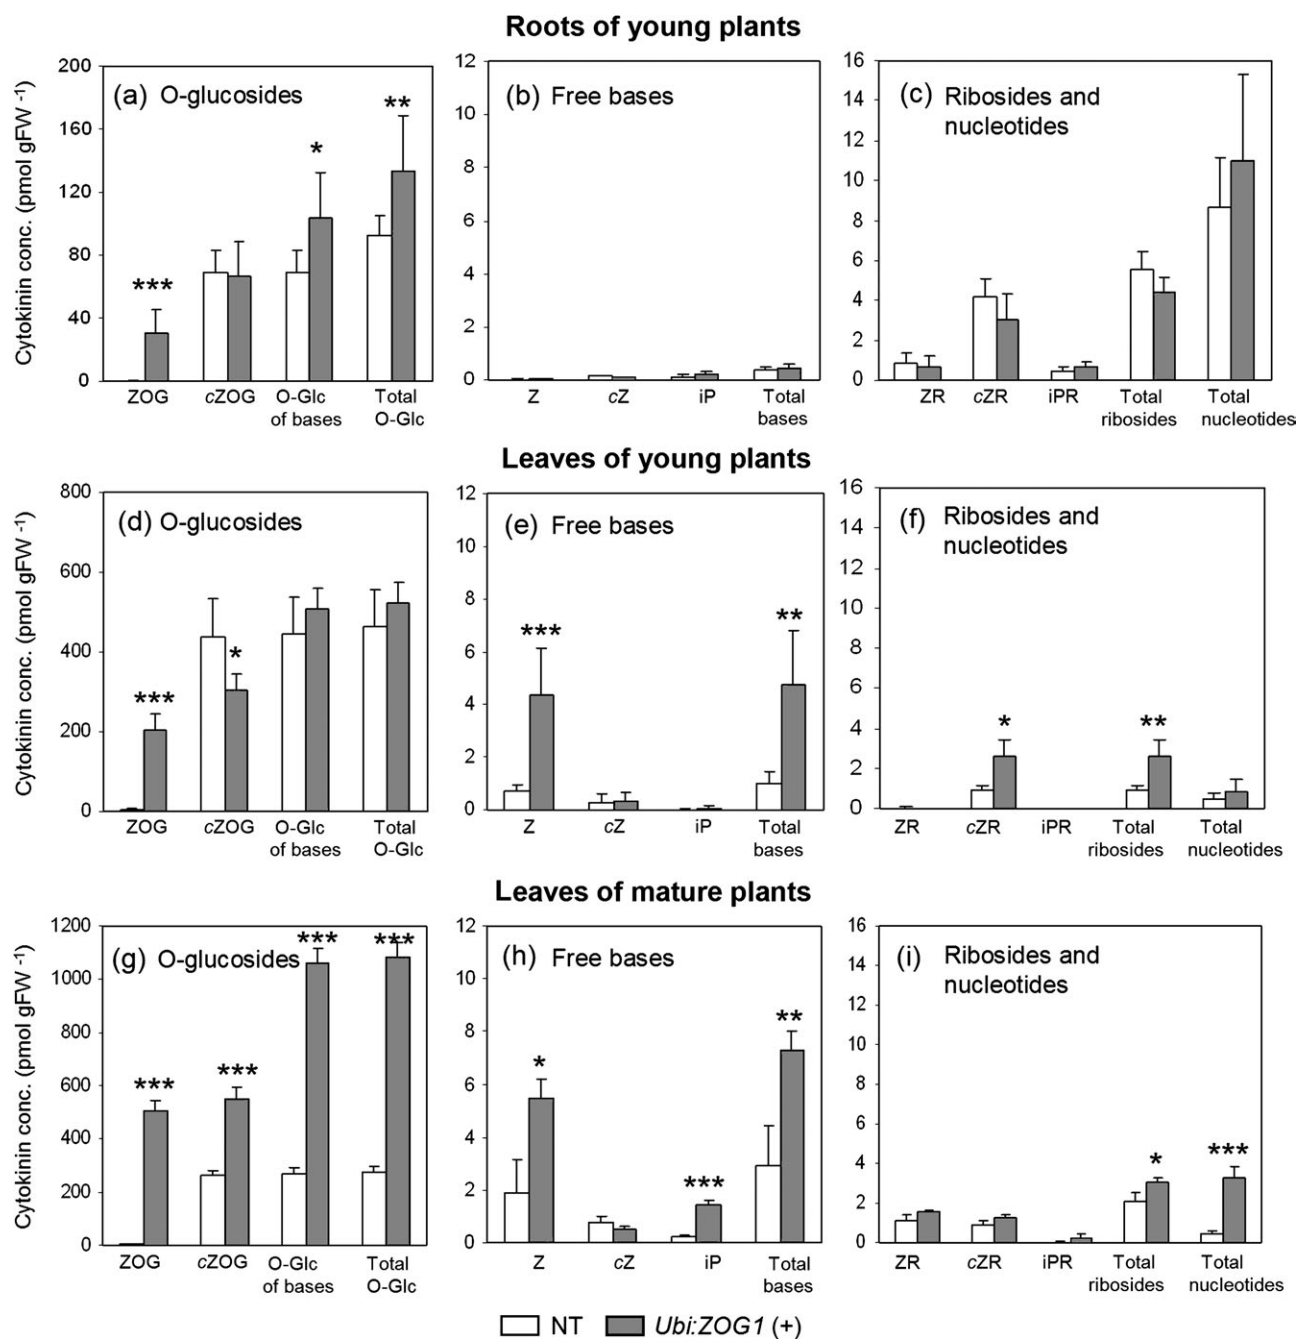 Roots of young plants
Cytokinin conc. (pmol gFW -1)
200
160
120
80
40
0
(a) O-glucosides
***
*
**
ZOG
cZOG
O-Glc
of bases
Total
O-Glc
12
10
8
6
4
2
0
(b) Free bases
Z
cZ
iP
Total
bases
16
14
12
10
8
6
4
2
0
(c) Ribosides and
nucleotides
ZR
cZR
iPR
Total
ribosides
Total
nucleotides
Leaves of young plants
Cytokinin conc. (pmol gFW -1)
800
600
400
200
0
(d) O-glucosides
***
*
ZOG
cZOG
O-Glc
of bases
Total
O-Glc
12
10
8
6
4
2
0
(e) Free bases
***
**
Z
cZ
iP
Total
bases
16
14
12
10
8
6
4
2
0
(f) Ribosides and
nucleotides
*
**
ZR
cZR
iPR
Total
ribosides
Total
nucleotides
Leaves of mature plants
Cytokinin conc. (pmol gFW -1)
1200
1000
800
600
400
200
0
(g) O-glucosides
***
***
***
***
ZOG
cZOG
O-Glc
of bases
Total
O-Glc
12
10
8
6
4
2
0
(h) Free bases
*
***
**
Z
cZ
iP
Total
bases
16
14
12
10
8
6
4
2
0
(i) Ribosides and
nucleotides
*
***
ZR
cZR
iPR
Total
ribosides
Total
nucleotides
NT Ubi:ZOG1 (+)